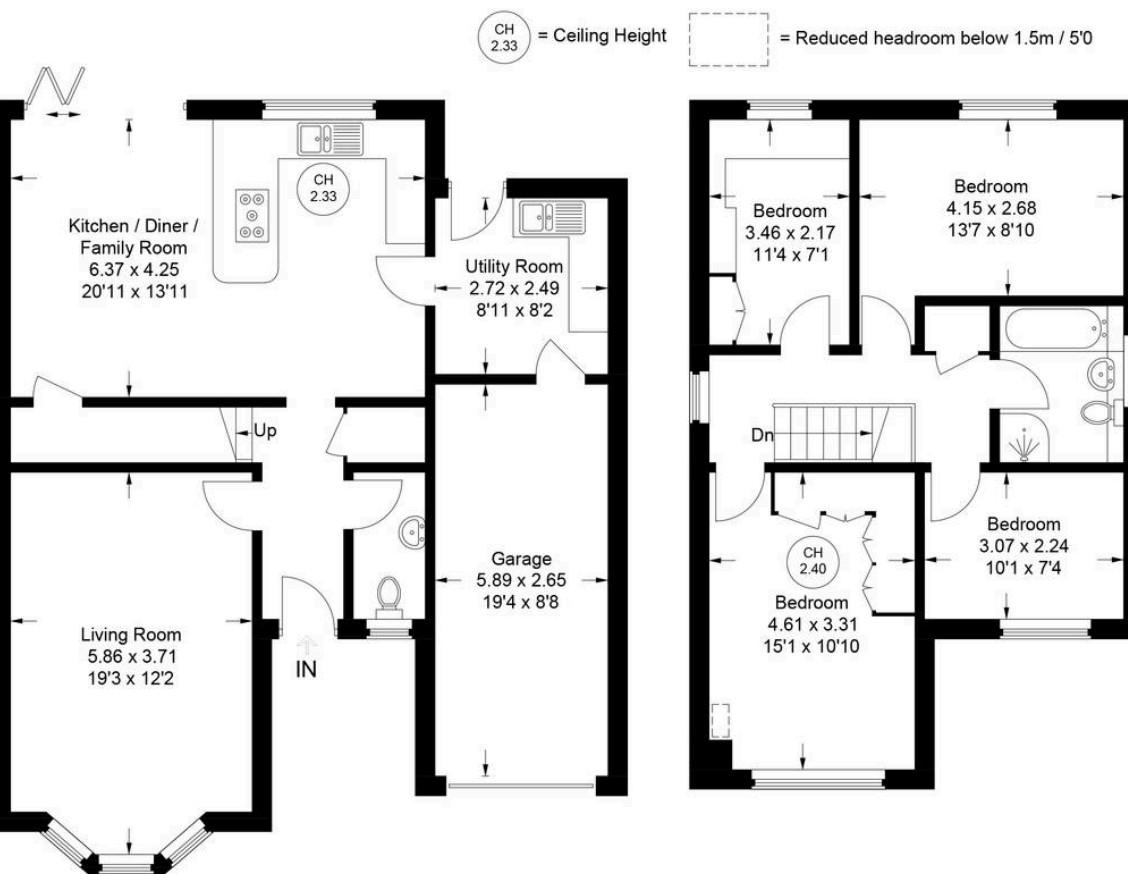 CH
2.33
= Ceiling Height
= Reduced headroom below 1.5m / 5'0
Kitchen / Diner /
Family Room
6.37 x 4.25
20'11 x 13'11
CH
2.33
Utility Room
2.72 x 2.49
8'11 x 8'2
Up
Living Room
5.86 x 3.71
19'3 x 12'2
IN
Garage
5.89 x 2.65
19'4 x 8'8
Bedroom
3.46 x 2.17
11'4 x 7'1
Bedroom
4.15 x 2.68
13'7 x 8'10
Dn
CH
2.40
Bedroom
4.61 x 3.31
15'1 x 10'10
Bedroom
3.07 x 2.24
10'1 x 7'4